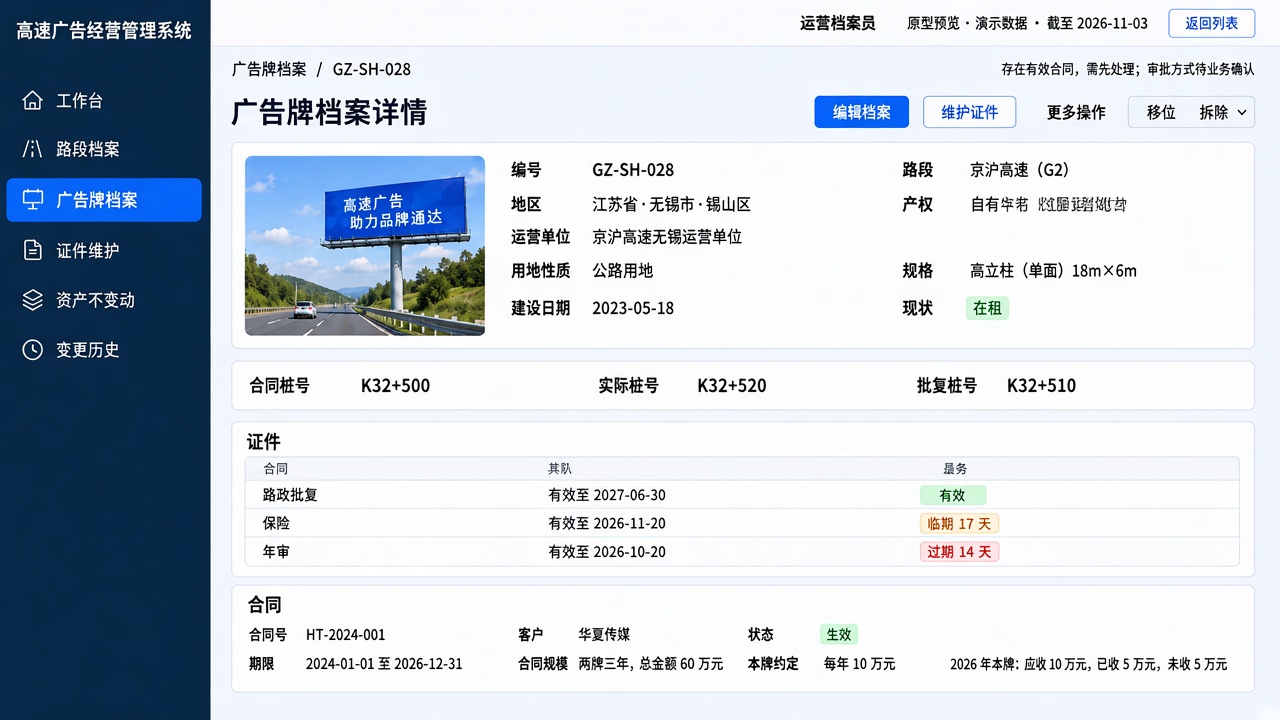 高速广告经营管理系统
运营档案员 原型预览·演示数据 · 截至 2026-11-03 返回列表
工作台
路段档案
广告牌档案
证件维护
资产不变动
变更历史
广告牌档案 / GZ-SH-028
存在有效合同，需先处理；审批方式待业务确认
广告牌档案详情
编辑档案 维护证件 更多操作 移位 拆除
高速广告
助力品牌通达
编号 GZ-SH-028 路段 京沪高速（G2）
地区 江苏省·无锡市·锡山区 产权 自有华老
运营单位 京沪高速无锡运营单位
用地性质 公路用地 规格 高立柱（单面）18m×6m
建设日期 2023-05-18 现状 在租
合同桩号 K32+500 实际桩号 K32+520 批复桩号 K32+510
证件
合同
路政批复 有效至 2027-06-30 有效
保险 有效至 2026-11-20 临期 17 天
年审 有效至 2026-10-20 过期 14 天
合同
合同号 HT-2024-001 客户 华夏传媒 状态 生效
期限 2024-01-01 至 2026-12-31 合同规模 两牌三年，总金额 60 万元 本牌约定 每年 10 万元 2026 年本牌：应收 10 万元，已收 5 万元，未收 5 万元